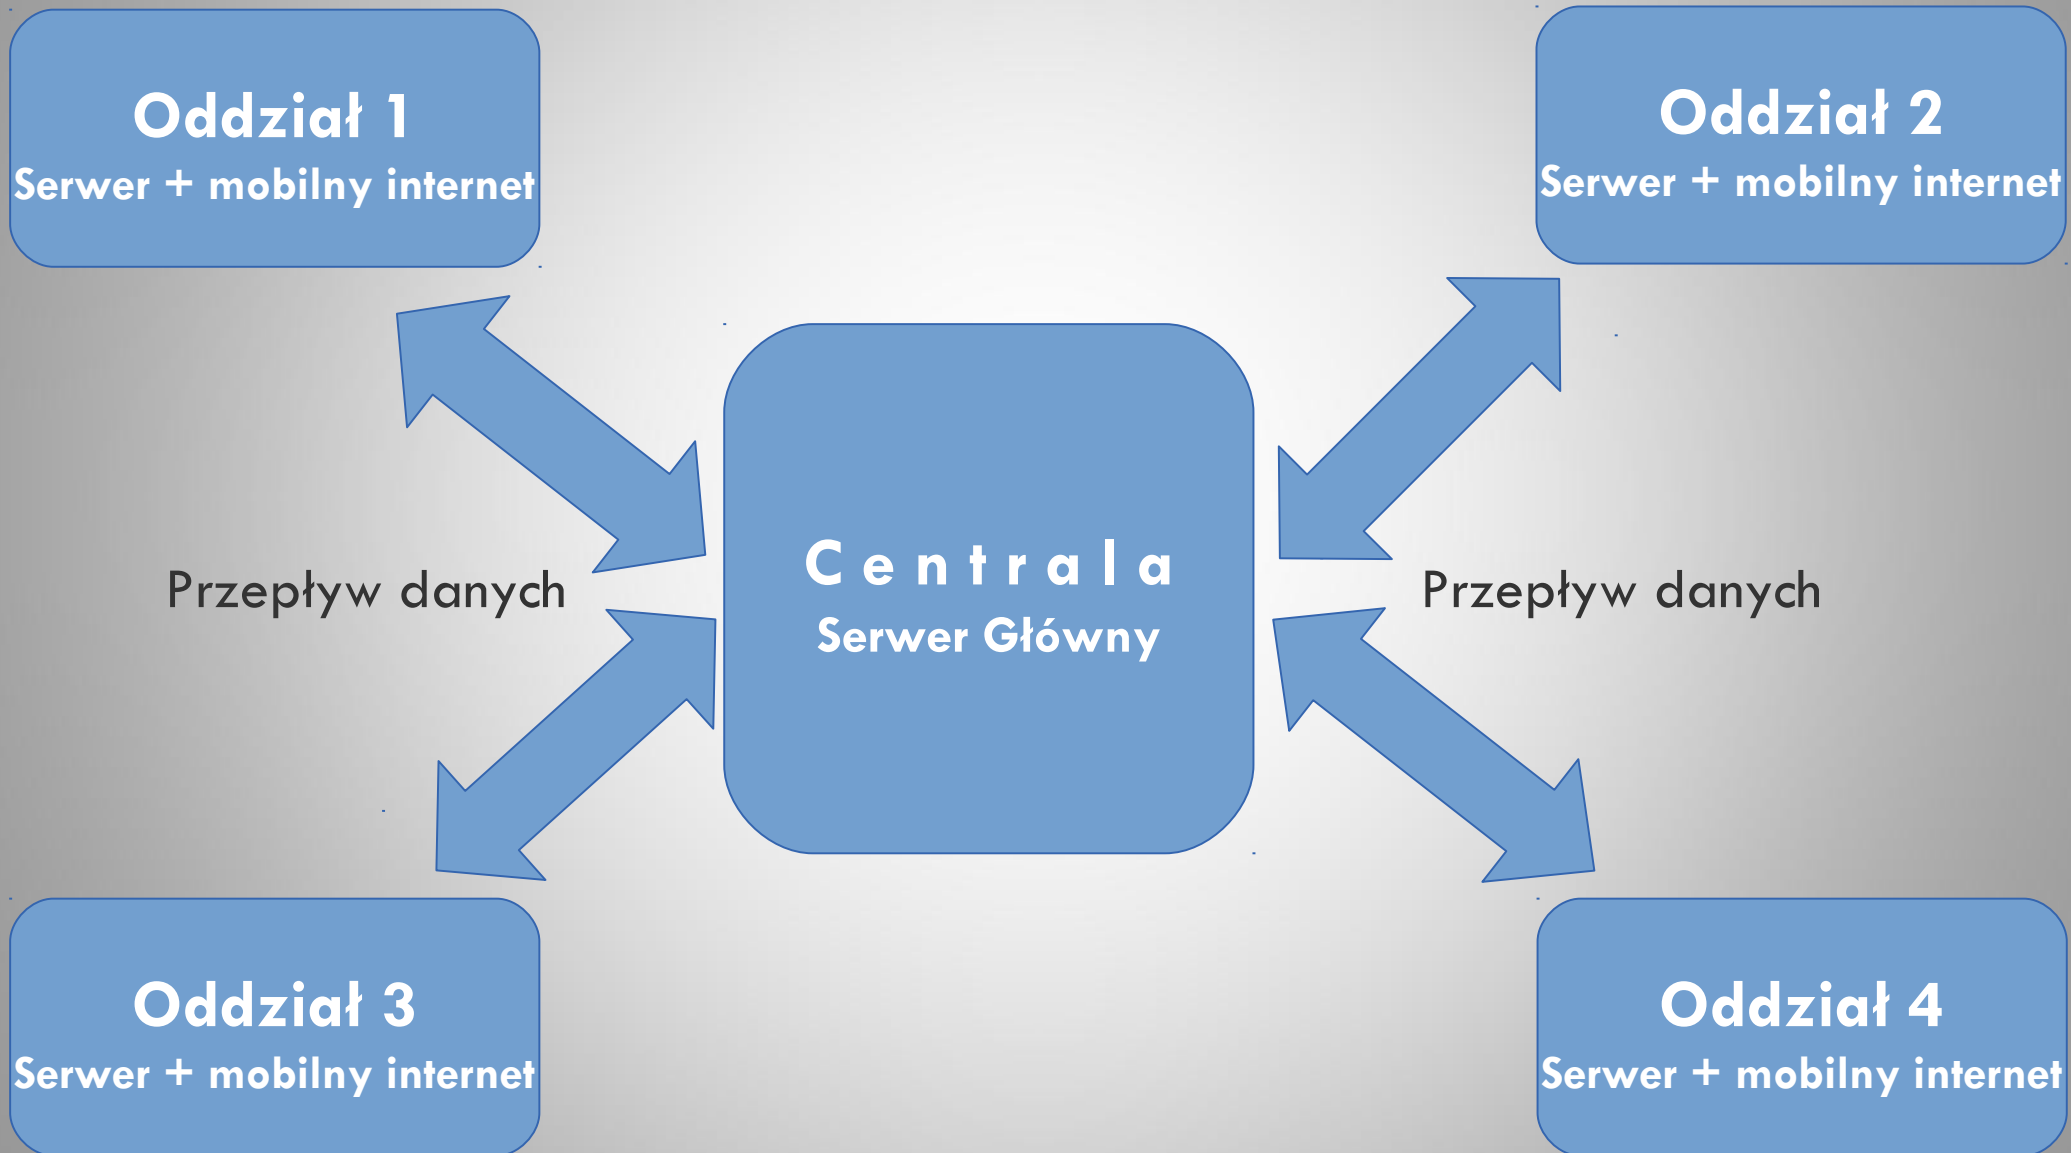 Oddział 1
Serwer + mobilny internet
Oddział 2
Serwer + mobilny internet
Centrala
Serwer Główny
Przepływ danych
Przepływ danych
Oddział 3
Serwer + mobilny internet
Oddział 4
Serwer + mobilny internet